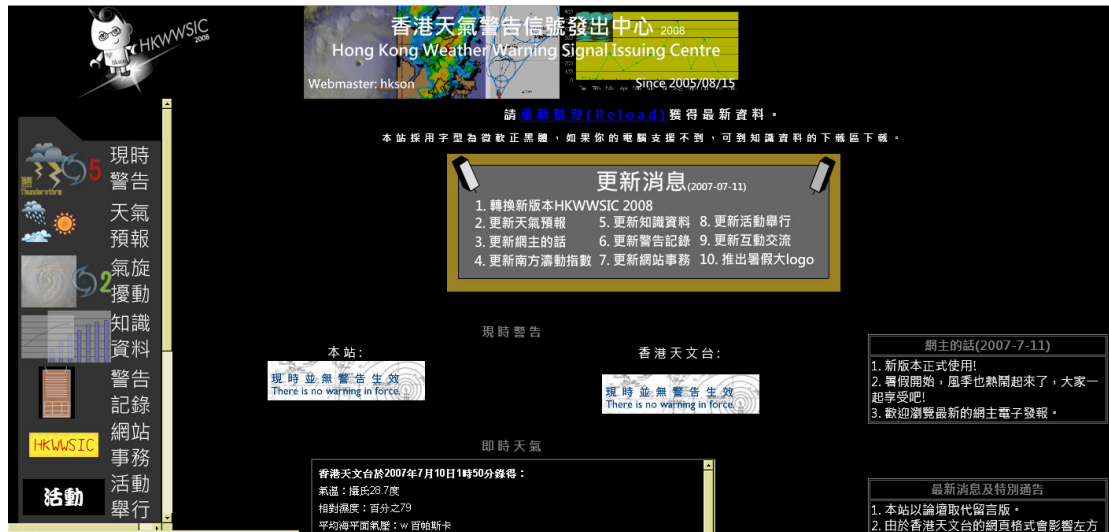 HKWWSIC
2008
香港天氣警告信號發出中心 2008
Hong Kong Weather Warning Signal Issuing Centre
Webmaster: hkson
Since 2005/08/15
請重新整理(Reload)獲得最新資料。
本站採用字型為微軟正黑體，如果你的電腦支援不到，可到知識資料的下載區下載。
現時
警告
天氣
預報
氣旋
擾動
知識
資料
警告
記錄
網站
事務
活動
舉行
Thunderstorm
5
2
HKWWSIC
活動
更新消息(2007-07-11)
1. 轉換新版本HKWWSIC 2008
2. 更新天氣預報 5. 更新知識資料 8. 更新活動舉行
3. 更新網主的話 6. 更新警告記錄 9. 更新互動交流
4. 更新南方濤動指數 7. 更新網站事務 10. 推出暑假大logo
現時警告
本站:
現時並無警告生效
There is no warning in force.
香港天文台:
現時並無警告生效
There is no warning in force.
即時天氣
香港天文台於2007年7月10日1時50分錄得：
氣溫：攝氏28.7度
相對濕度：百分之79
平均海平面氣壓：w 百帕斯卡
網主的話(2007-7-11)
1. 新版本正式使用!
2. 暑假開始，風季也熱鬧起來了，大家一
起享受吧!
3. 歡迎瀏覽最新的網主電子發報。
最新消息及特別通告
1. 本站以論壇取代留言版。
2. 由於香港天文台的網頁格式會影響左方